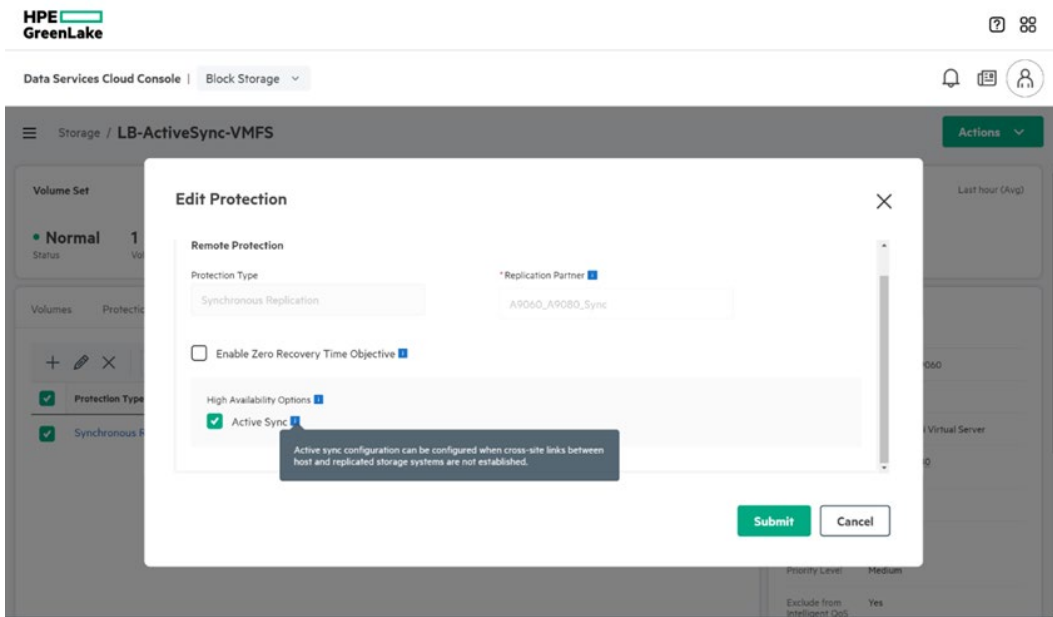 HPE
GreenLake
Data Services Cloud Console | Block Storage
Storage / LB-ActiveSync-VMFS
Actions
Volume Set
Last hour (Avg)
Normal
1
Status
Vol
Edit Protection
Remote Protection
Protection Type
*Replication Partner
Synchronous Replication
A9060_A9080_Sync
Enable Zero Recovery Time Objective
High Availability Options
Active Sync
Active sync configuration can be configured when cross-site links between
host and replicated storage systems are not established.
Submit
Cancel
Volumes
Protectio
Protection Type
Synchronous R
9060
i Virtual Server
Priority Level
Medium
Exclude from
Intelligent QoS
Yes